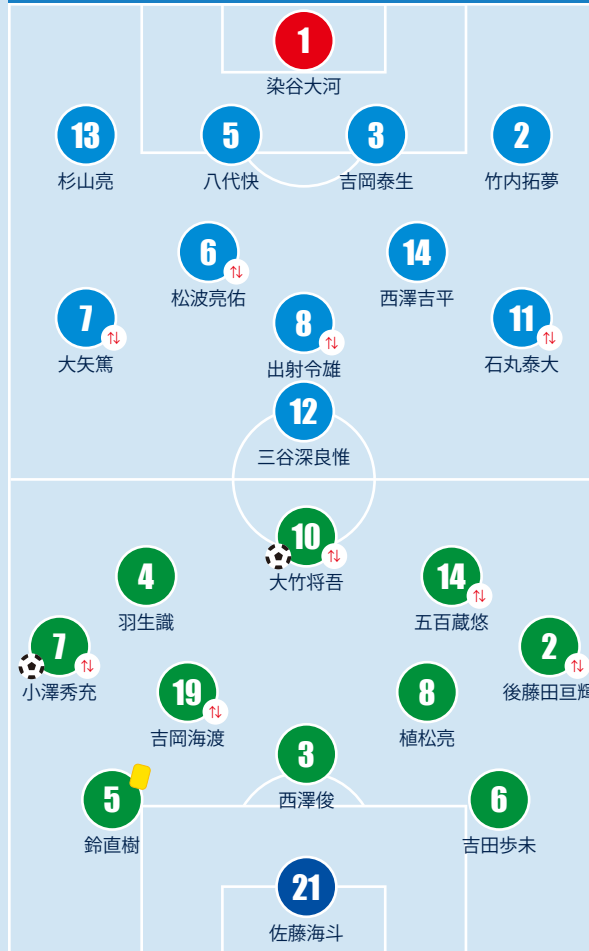 1
染谷大河
13
杉山亮
5
八代快
3
吉岡泰生
2
竹内拓夢
6
松波亮佑
14
西澤吉平
7
大矢篤
8
出射令雄
11
石丸泰大
12
三谷深良惟
10
大竹将吾
4
羽生識
14
五百蔵悠
7
小澤秀充
2
後藤田亘輝
19
吉岡海渡
8
植松亮
3
西澤俊
5
鈴直樹
6
吉田歩未
21
佐藤海斗